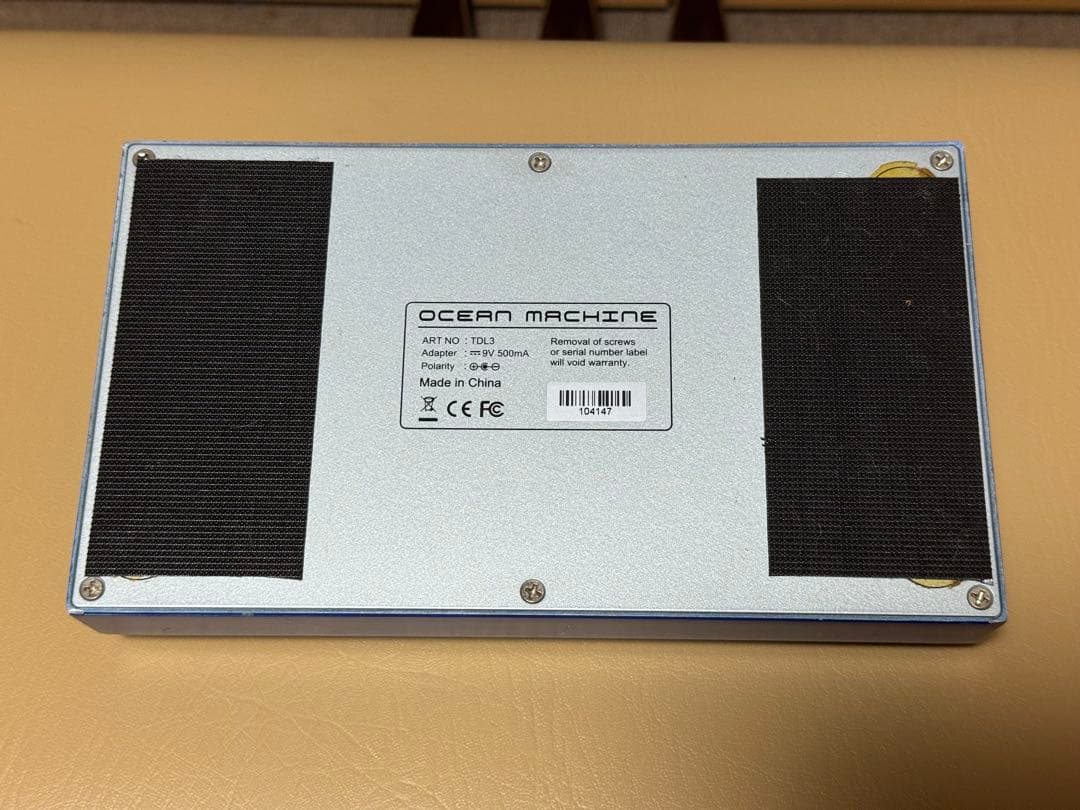 OCEAN MACHINE
ART NO : TDL3
Adapter : ⎓ 9V 500mA
Polarity :
Made in China
CE FC
Removal of screws
or serial number label
will void warranty.
104147